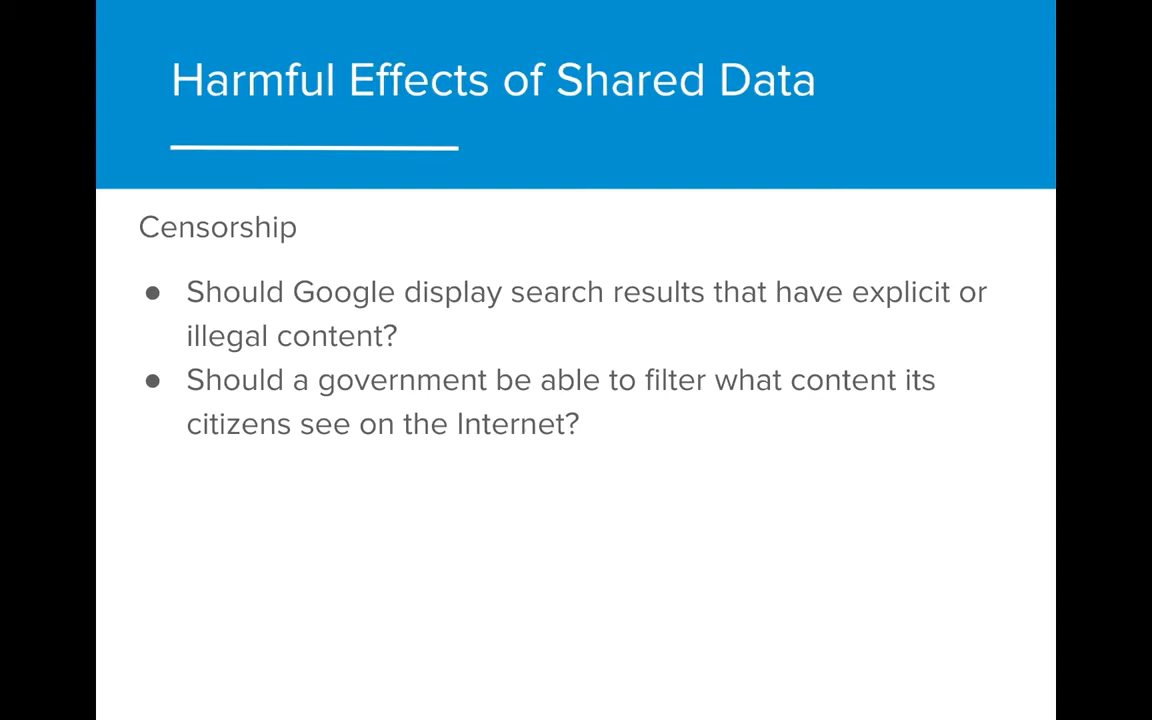 Harmful Effects of Shared Data
Censorship
● Should Google display search results that have explicit or
illegal content?
● Should a government be able to filter what content its
citizens see on the Internet?